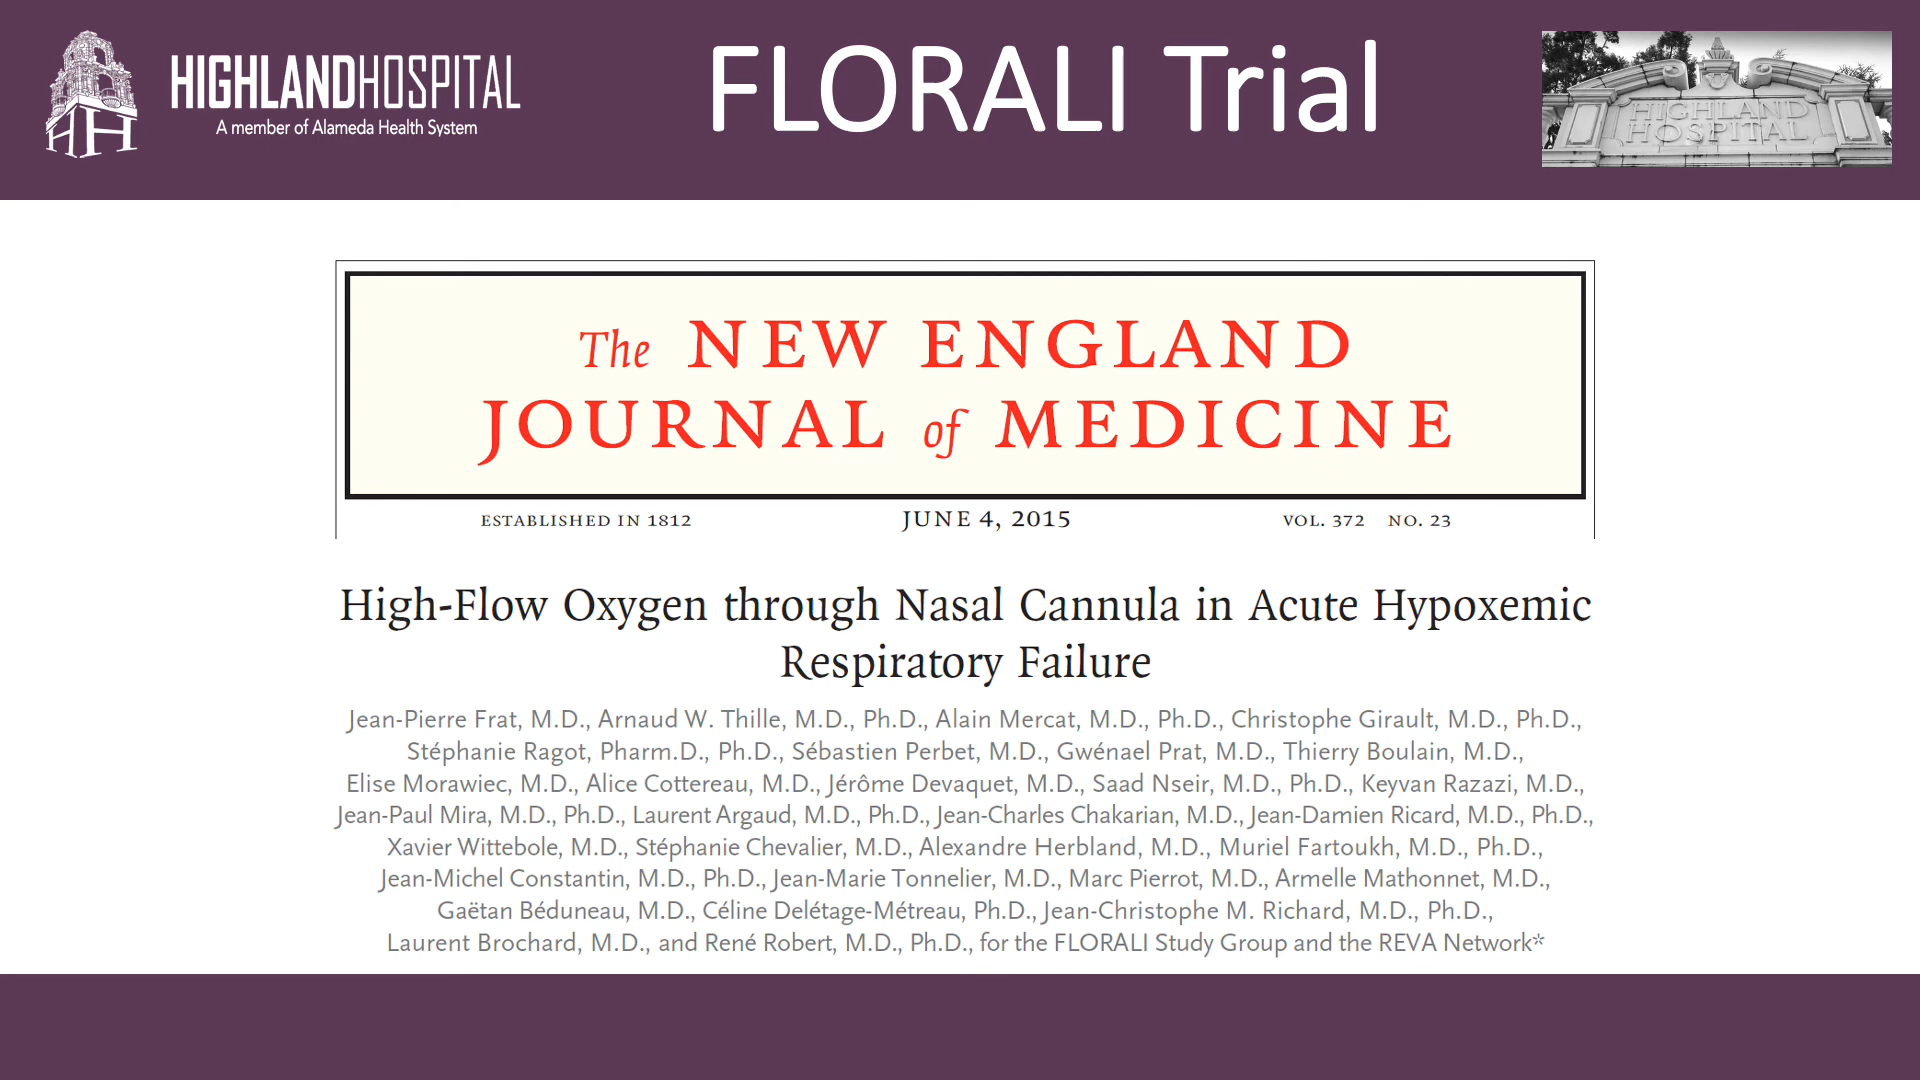 HIGHLANDHOSPITAL
A member of Alameda Health System
FLORALI Trial
HIGHLAND
HOSPITAL
The NEW ENGLAND
JOURNAL of MEDICINE
ESTABLISHED IN 1812 JUNE 4, 2015 VOL. 372 NO. 23
High-Flow Oxygen through Nasal Cannula in Acute Hypoxemic
Respiratory Failure
Jean-Pierre Frat, M.D., Arnaud W. Thille, M.D., Ph.D., Alain Mercat, M.D., Ph.D., Christophe Girault, M.D., Ph.D.,
Stéphanie Ragot, Pharm.D., Ph.D., Sébastien Perbet, M.D., Gwénael Prat, M.D., Thierry Boulain, M.D.,
Elise Morawiec, M.D., Alice Cottereau, M.D., Jérôme Devaquet, M.D., Saad Nseir, M.D., Ph.D., Keyvan Razazi, M.D.,
Jean-Paul Mira, M.D., Ph.D., Laurent Argaud, M.D., Ph.D., Jean-Charles Chakarian, M.D., Jean-Damien Ricard, M.D., Ph.D.,
Xavier Wittebole, M.D., Stéphanie Chevalier, M.D., Alexandre Herbland, M.D., Muriel Fartoukh, M.D., Ph.D.,
Jean-Michel Constantin, M.D., Ph.D., Jean-Marie Tonnelier, M.D., Marc Pierrot, M.D., Armelle Mathonnet, M.D.,
Gaëtan Béduneau, M.D., Céline Delétage-Métreau, Ph.D., Jean-Christophe M. Richard, M.D., Ph.D.,
Laurent Brochard, M.D., and René Robert, M.D., Ph.D., for the FLORALI Study Group and the REVA Network*